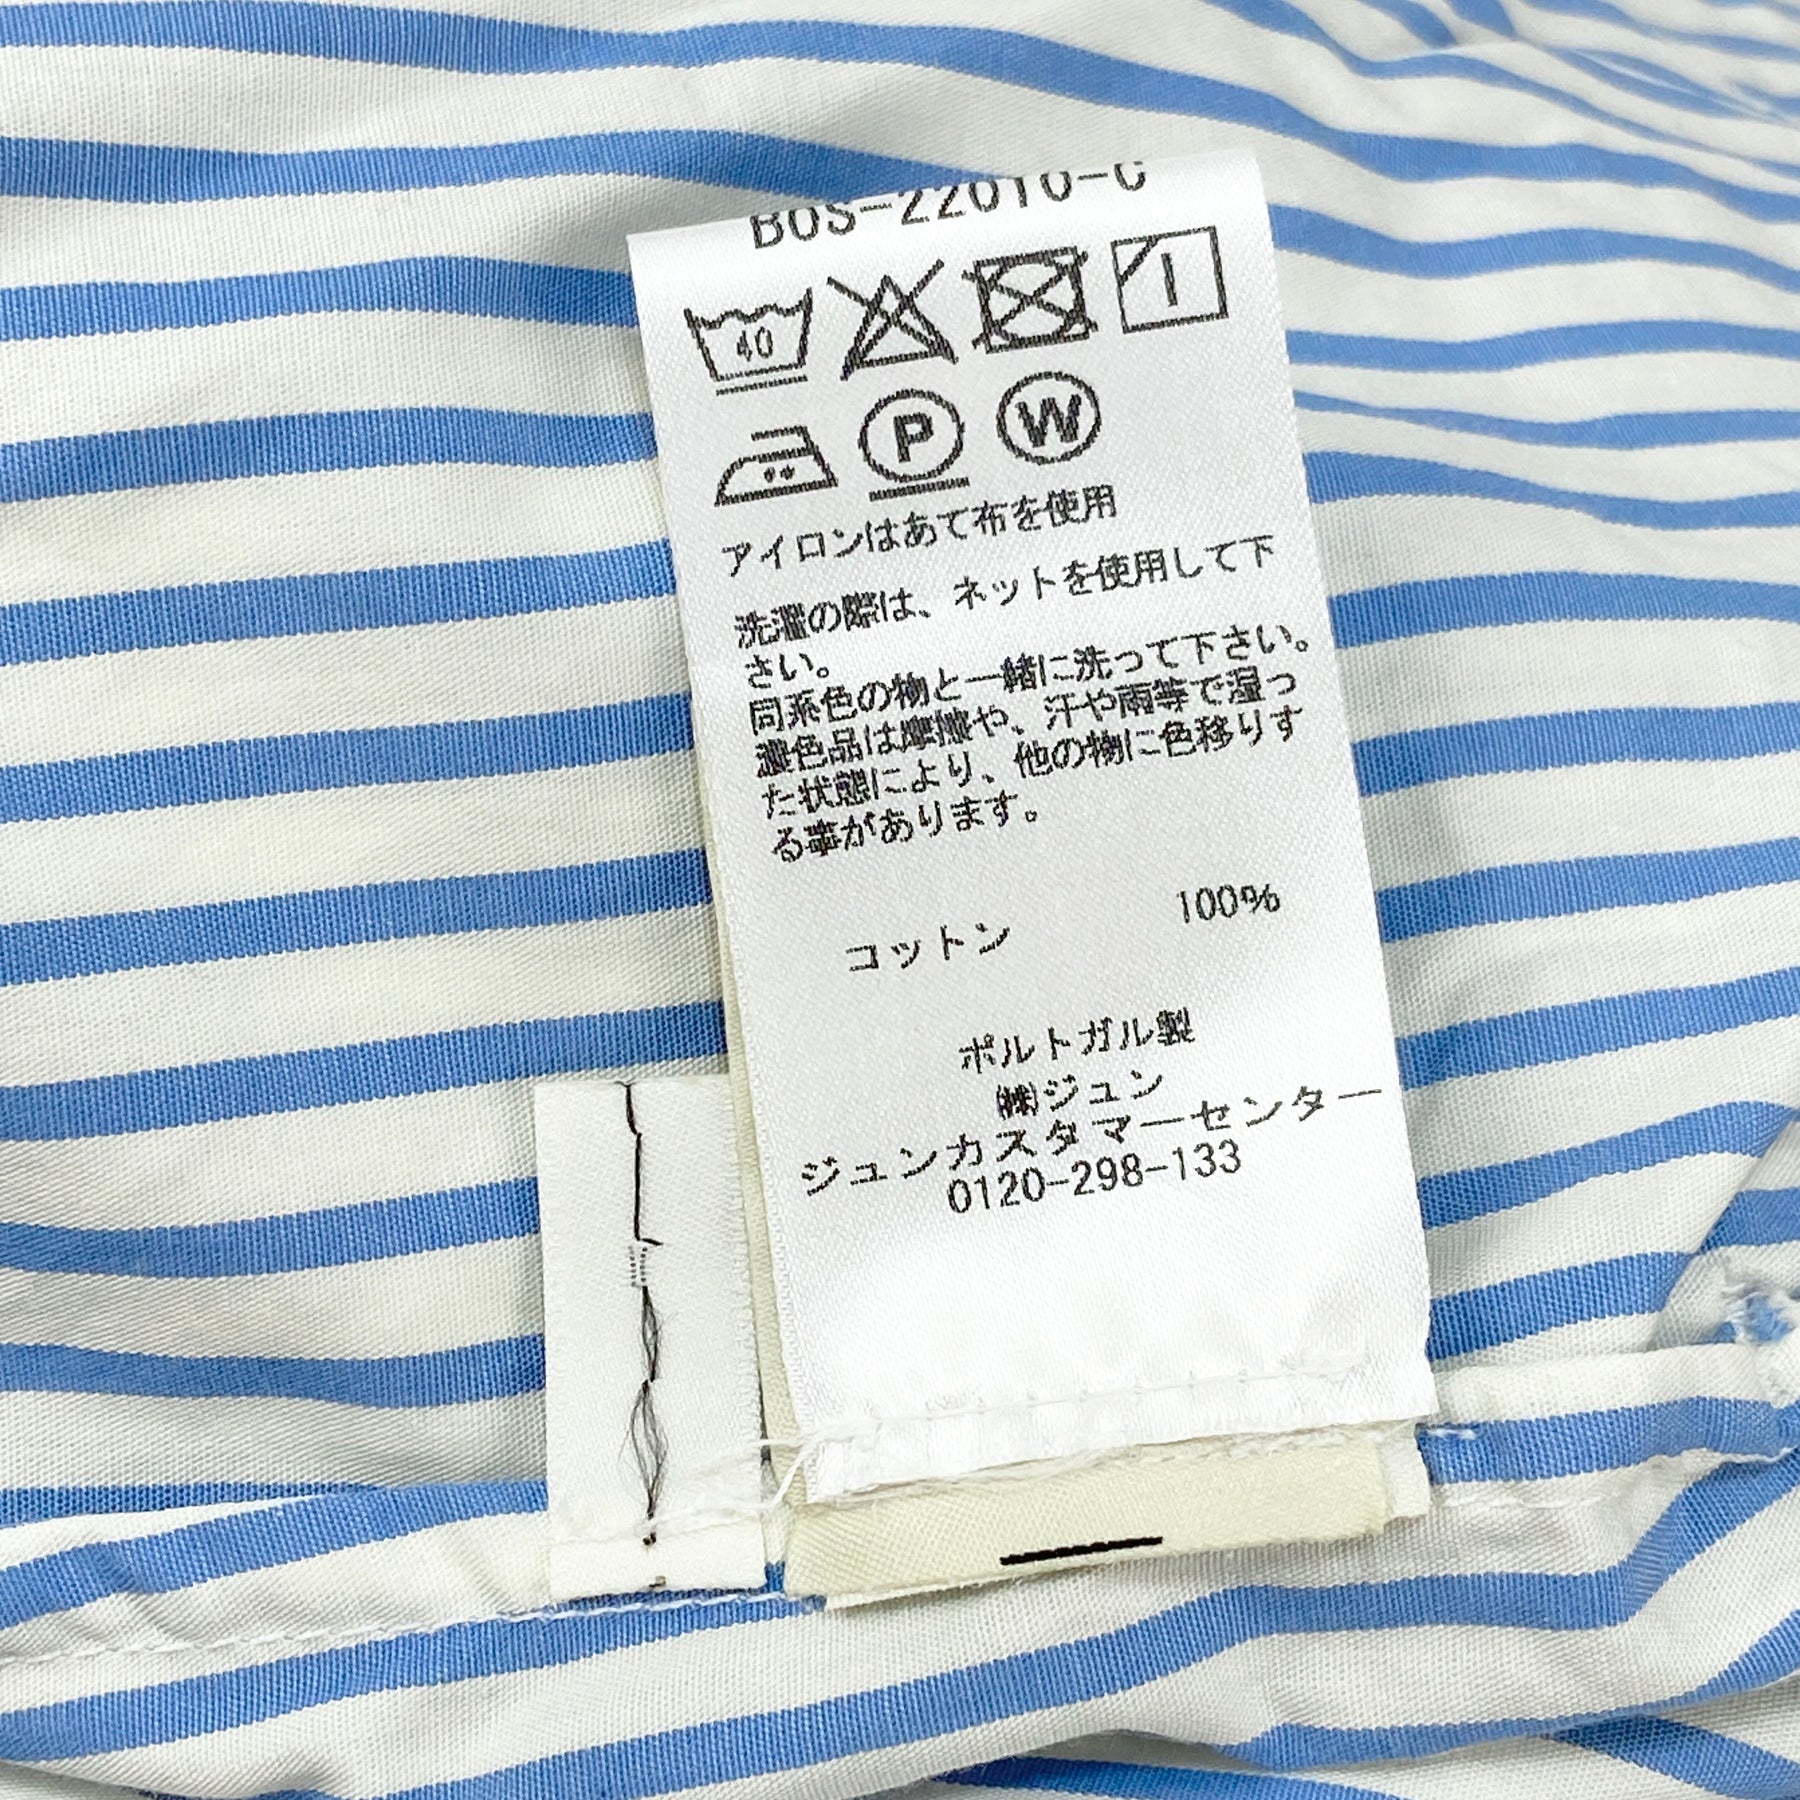 BOS-22010-C
40
P W
アイロンはあて布を使用
洗濯の際は、ネットを使用して下
さい。
同系色の物と一緒に洗って下さい。
濃色品は摩擦や、汗や雨等で湿っ
た状態により、他の物に色移りす
る事があります。
コットン 100%
ポルトガル製
㈱ジュン
ジュンカスタマーセンター
0120-298-133